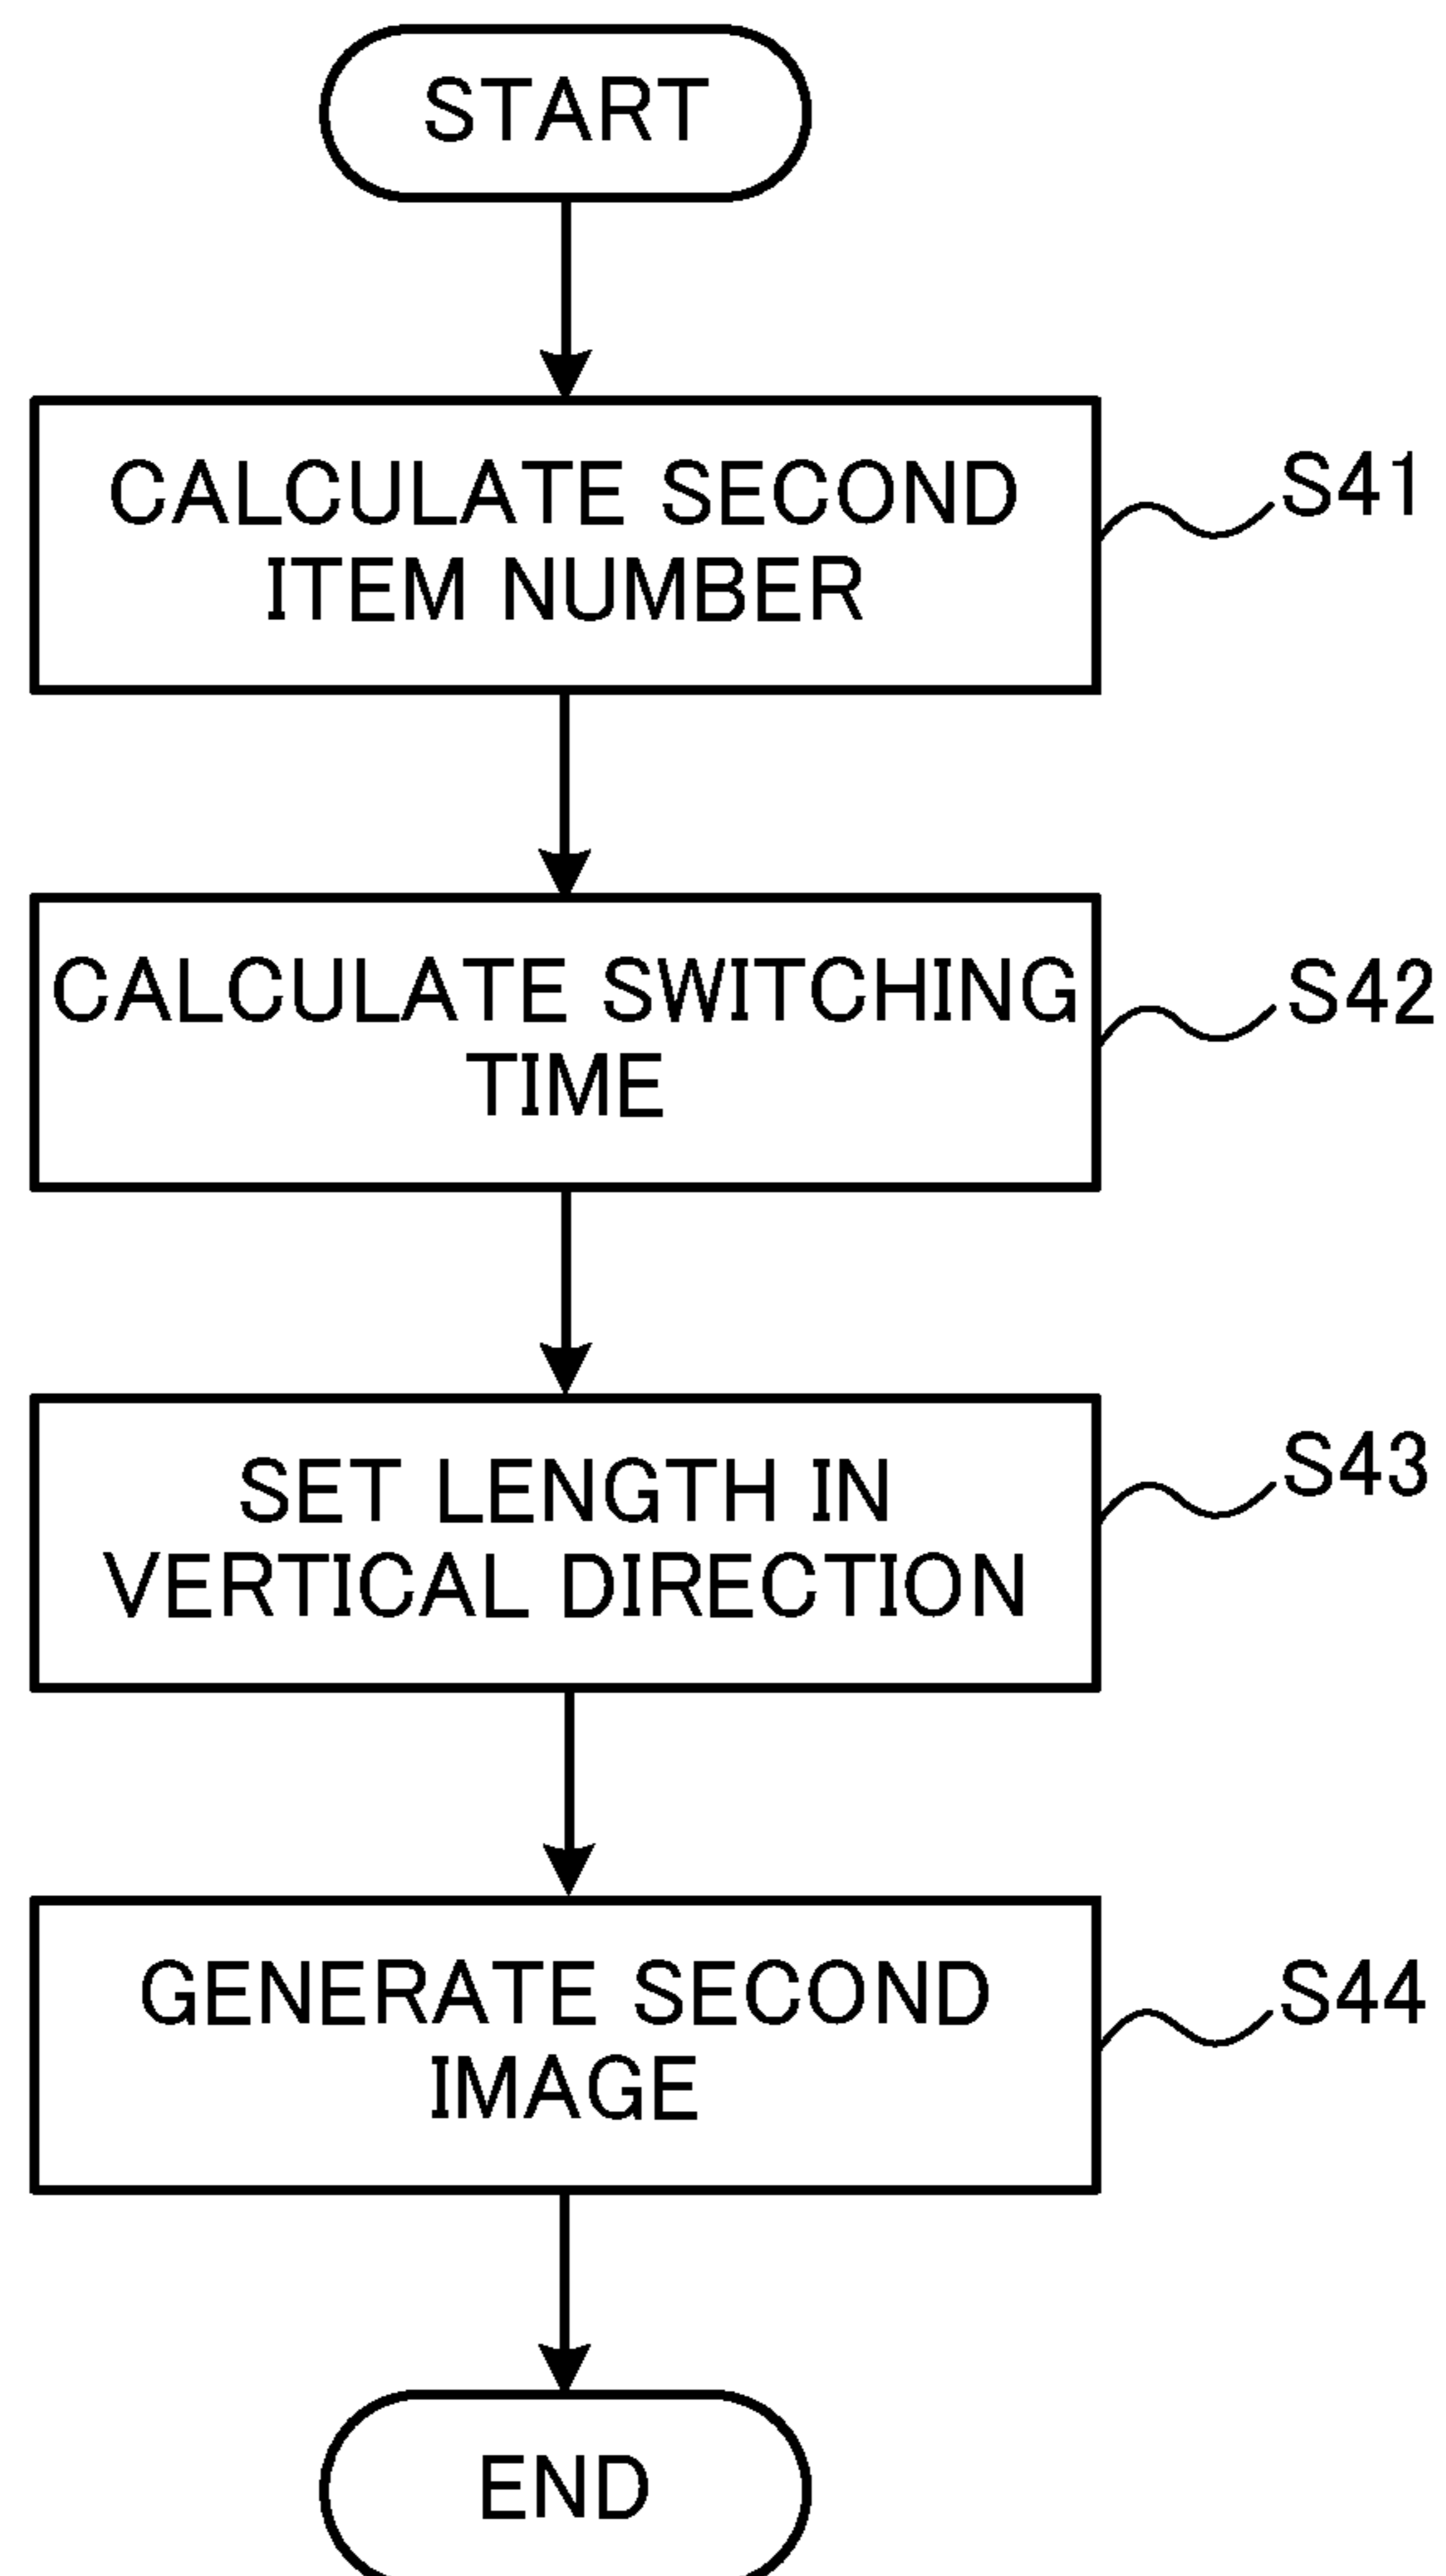 START
CALCULATE SECOND
ITEM NUMBER
S41
CALCULATE SWITCHING
TIME
S42
SET LENGTH IN
VERTICAL DIRECTION
S43
GENERATE SECOND
IMAGE
S44
END